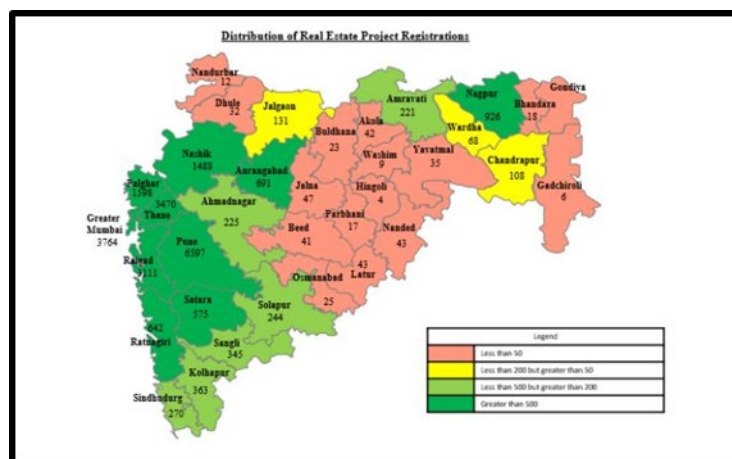 Distribution of Real Estate Project Registrations
Nandurbar
12
Dhule
32
Jalgaon
131
Amravati
221
Nagpur
926
Gondiya
Bhandara
18
Buldhana
23
Akola
42
Washim
9
Wardha
68
Yavatmal
35
Chandrapur
108
Gadchiroli
6
Nashik
1488
Aurangabad
691
Jalna
47
Hingoli
4
Parbhani
17
Nanded
43
Palghar
1598
3470
Thane
Greater
Mumbai
3764
Ahmadnagar
225
Beed
41
Pune
6597
Raigad
3111
43
Latur
Osmanabad
25
Satara
575
Solapur
244
642
Ratnagiri
Sangli
345
Kolhapur
363
Sindhudurg
270
Legend
Less than 50
Less than 200 but greater than 50
Less than 500 but greater than 200
Greater than 500